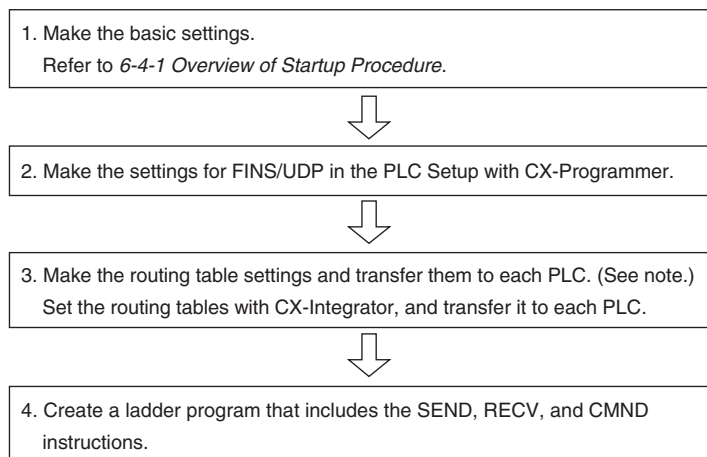 1. Make the basic settings.
Refer to 6-4-1 Overview of Startup Procedure.
2. Make the settings for FINS/UDP in the PLC Setup with CX-Programmer.
3. Make the routing table settings and transfer them to each PLC. (See note.)
Set the routing tables with CX-Integrator, and transfer it to each PLC.
4. Create a ladder program that includes the SEND, RECV, and CMND
instructions.